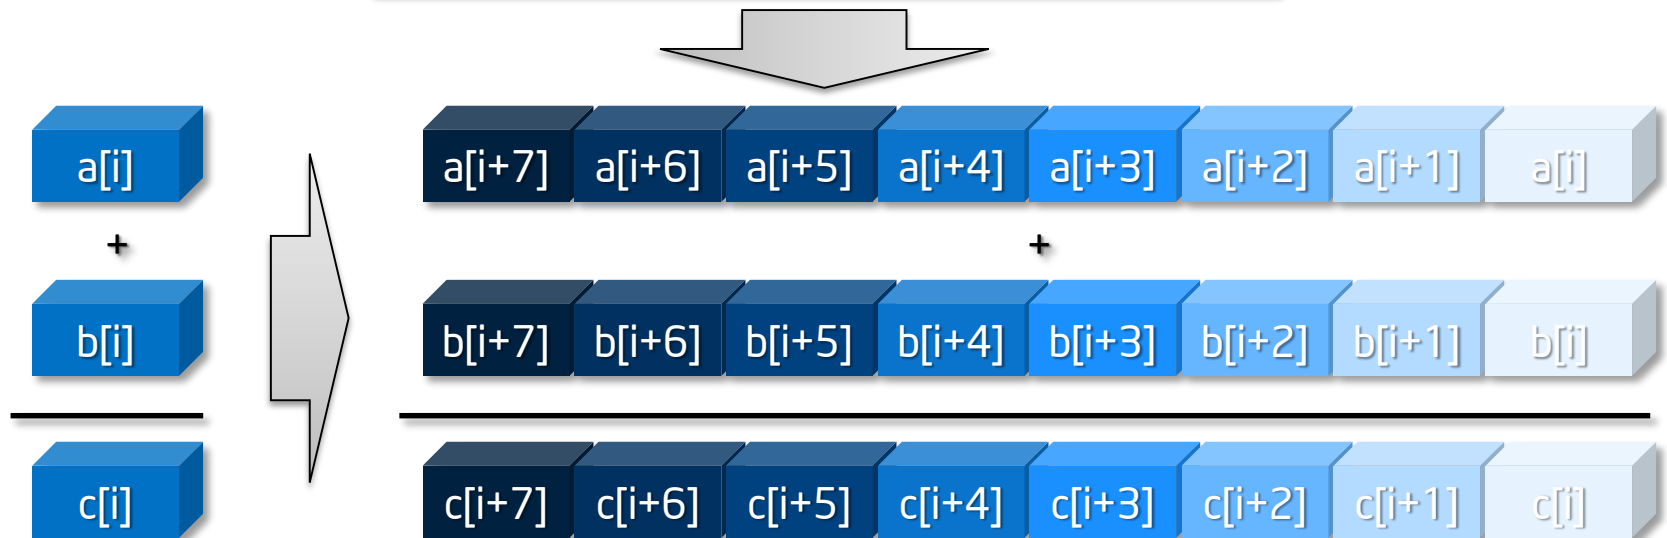 a[i] a[i+7] a[i+6] a[i+5] a[i+4] a[i+3] a[i+2] a[i+1] a[i]
+ +
b[i] b[i+7] b[i+6] b[i+5] b[i+4] b[i+3] b[i+2] b[i+1] b[i]
c[i] c[i+7] c[i+6] c[i+5] c[i+4] c[i+3] c[i+2] c[i+1] c[i]